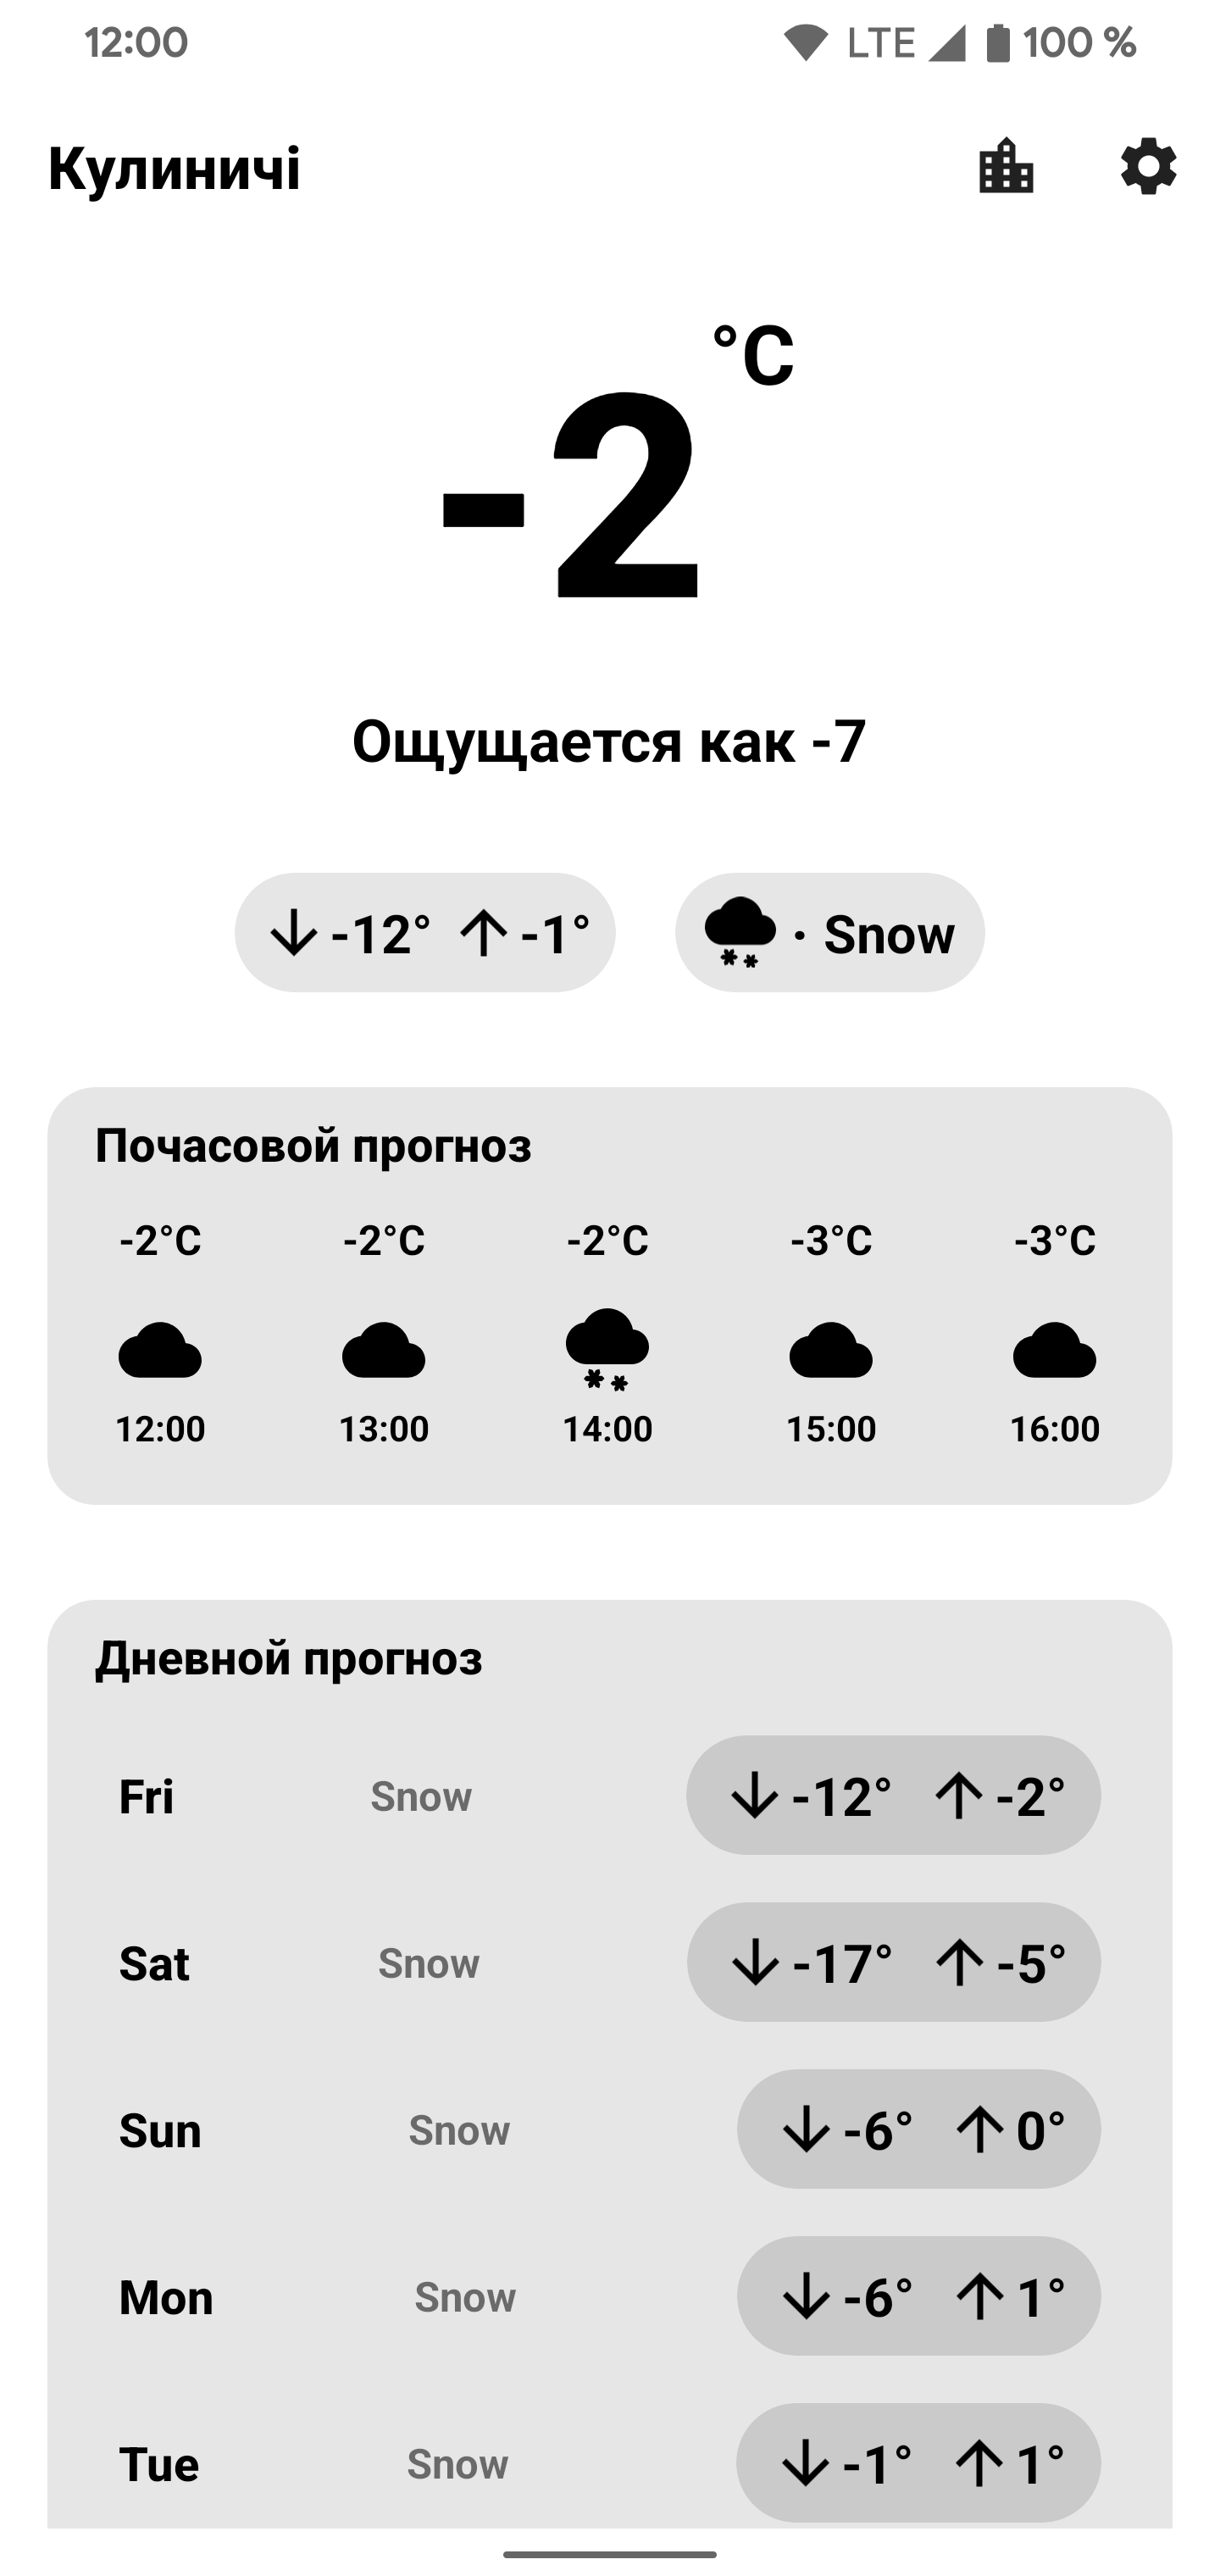 12:00 LTE 100 %
Кулиничі
°C
-2
Ощущается как -7
-12° -1° · Snow
Почасовой прогноз
-2°C -2°C -2°C -3°C -3°C
12:00 13:00 14:00 15:00 16:00
Дневной прогноз
Fri Snow -12° -2°
Sat Snow -17° -5°
Sun Snow -6° 0°
Mon Snow -6° 1°
Tue Snow -1° 1°